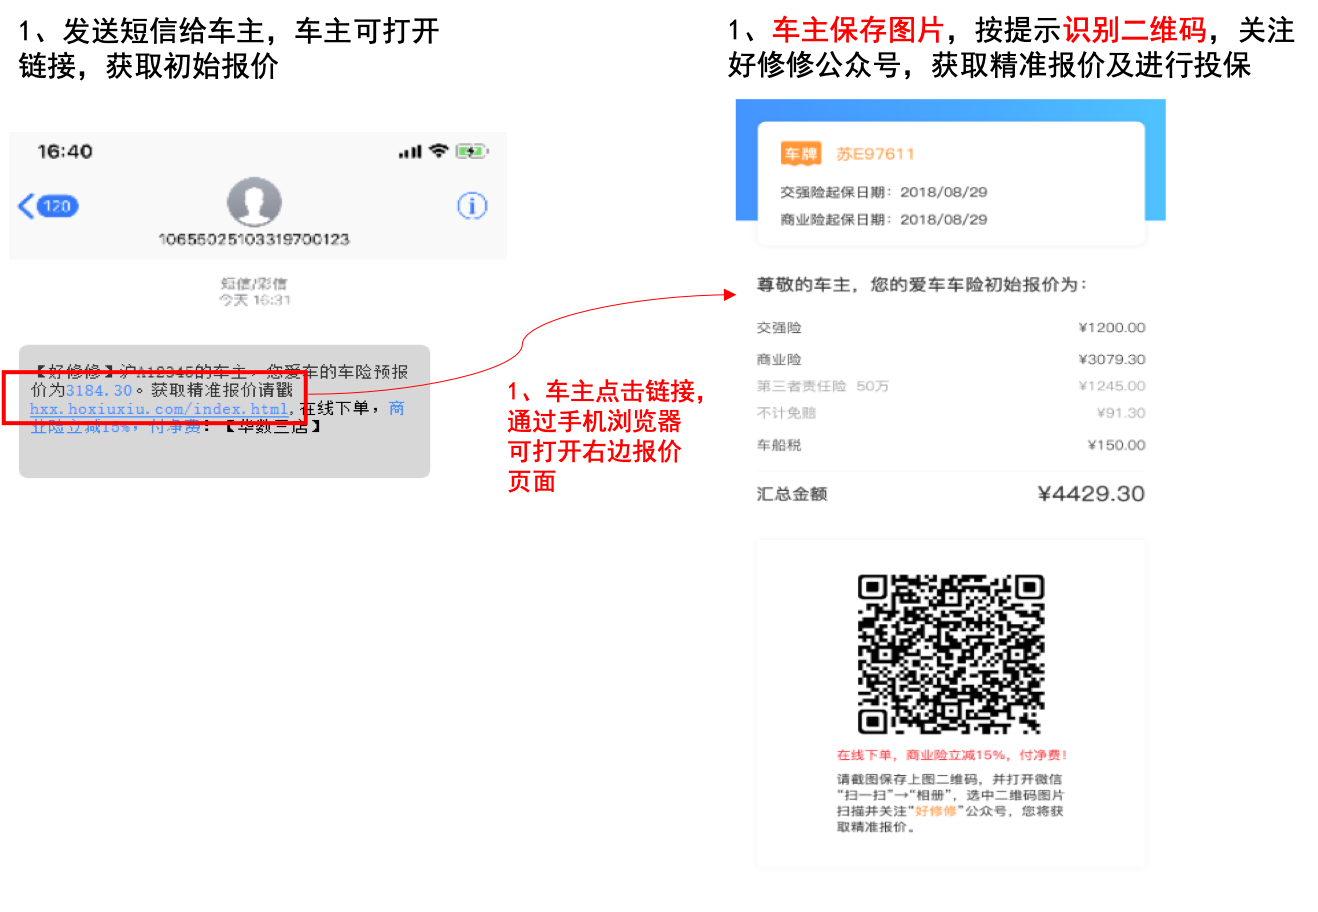 1、发送短信给车主，车主可打开
链接，获取初始报价
1、车主保存图片，按提示识别二维码，关注
好修修公众号，获取精准报价及进行投保
16:40
120
10655025103319700123
短信/彩信
今天 16:31
【好修修】沪A12345的车主，您爱车的车险预报
价为3184.30。获取精准报价请戳
hxx.hoxiuxiu.com/index.html,在线下单，商
业险立减15%，付净费！【华数三店】
1、车主点击链接，
通过手机浏览器
可打开右边报价
页面
车牌 苏E97611
交强险起保日期：2018/08/29
商业险起保日期：2018/08/29
尊敬的车主，您的爱车车险初始报价为：
交强险 ¥1200.00
商业险 ¥3079.30
第三者责任险 50万 ¥1245.00
不计免赔 ¥91.30
车船税 ¥150.00
汇总金额 ¥4429.30
在线下单，商业险立减15%，付净费！
请截图保存上图二维码，并打开微信
“扫一扫”→“相册”，选中二维码图片
扫描并关注“好修修”公众号，您将获
取精准报价。